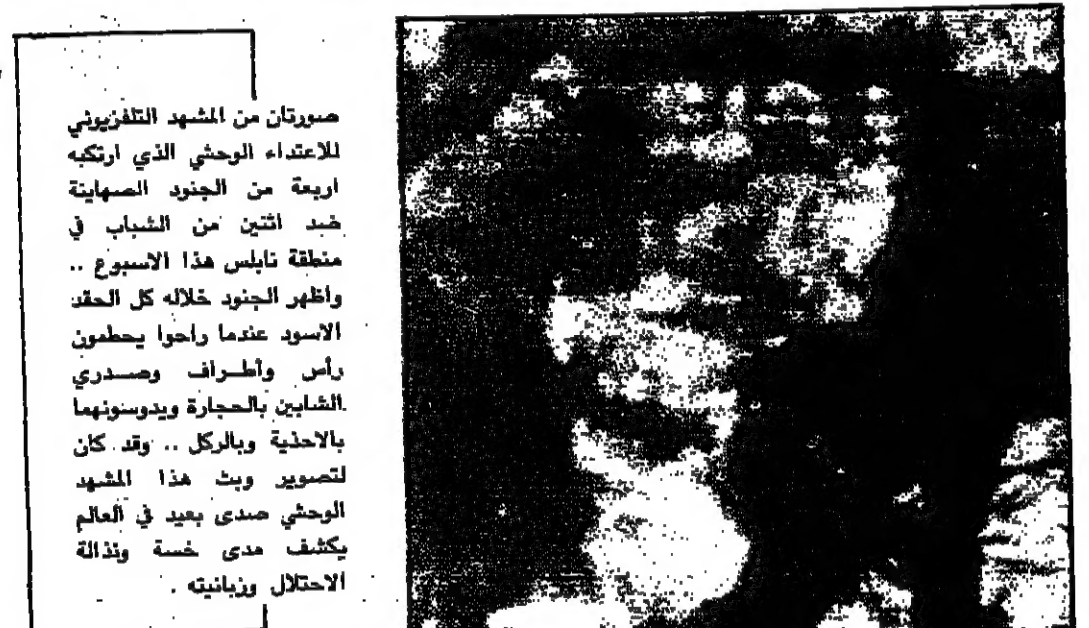 صورتان من المشهد التلفزيوني
للاعتداء الوحشي الذي ارتكبه
اربعة من الجنود الصهاينة
ضد اثنين من الشباب في
منطقة نابلس هذا الاسبوع ..
واظهر الجنود خلاله كل الحقد
الاسود عندما راحوا يحطمون
رأس وأطراف وصدري
الشابين بالحجارة ويدوسونهما
بالاحذية وبالركل .. وقد كان
لتصوير وبث هذا المشهد
الوحشي صدى بعيد في العالم
يكشف مدى خسة ونذالة
الاحتلال وزبانيته .